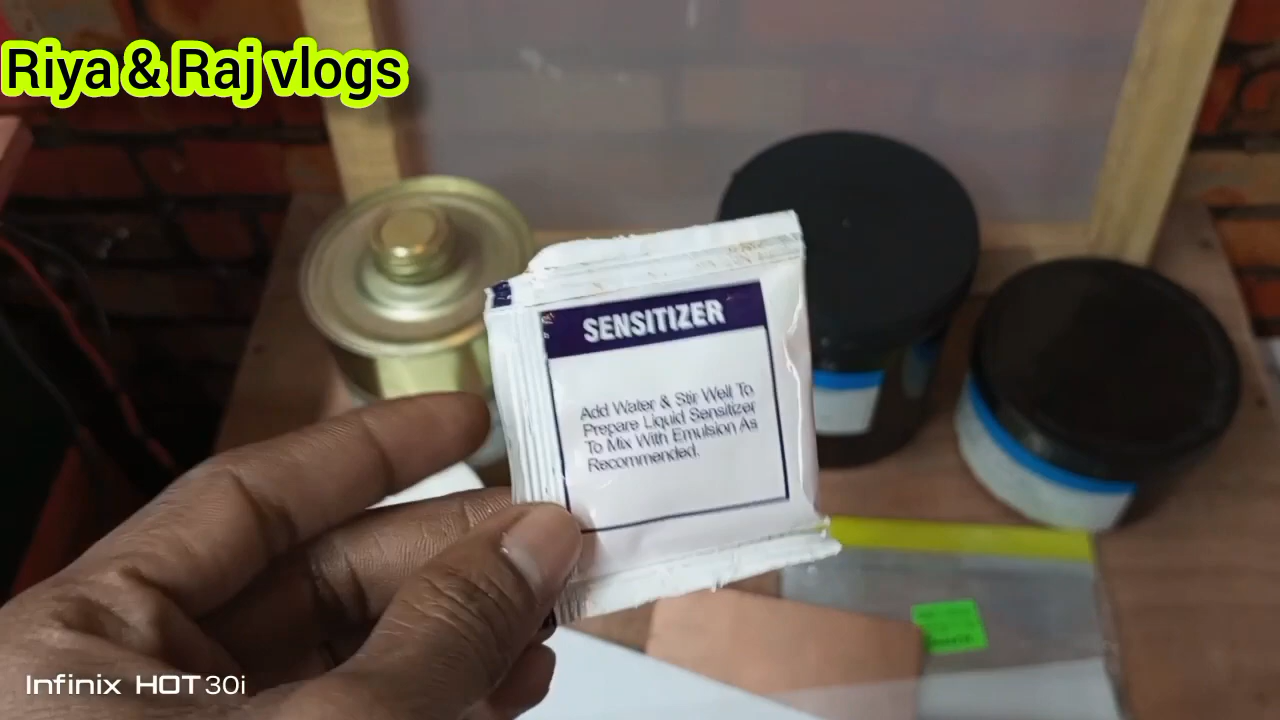 Riya & Raj vlogs
SENSITIZER
Add Water & Stir Well To
Prepare Liquid Sensitizer
To Mix With Emulsion As
Recommended.
Infinix HOT 30i